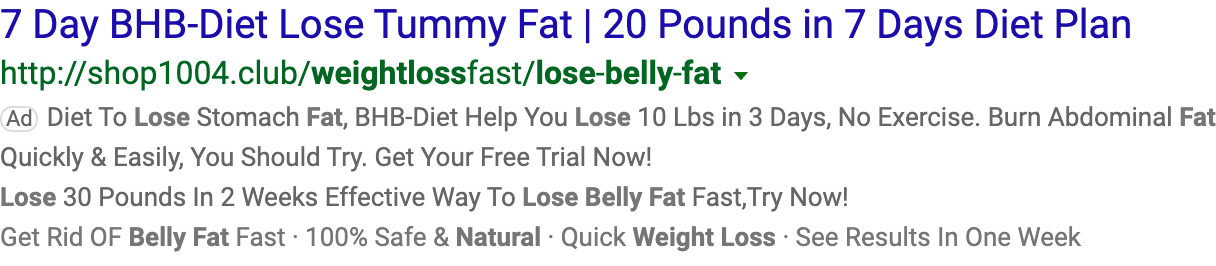 7 Day BHB-Diet Lose Tummy Fat | 20 Pounds in 7 Days Diet Plan
http://shop1004.club/weightlossfast/lose-belly-fat
Ad Diet To Lose Stomach Fat, BHB-Diet Help You Lose 10 Lbs in 3 Days, No Exercise. Burn Abdominal Fat
Quickly & Easily, You Should Try. Get Your Free Trial Now!
Lose 30 Pounds In 2 Weeks Effective Way To Lose Belly Fat Fast,Try Now!
Get Rid OF Belly Fat Fast · 100% Safe & Natural · Quick Weight Loss · See Results In One Week